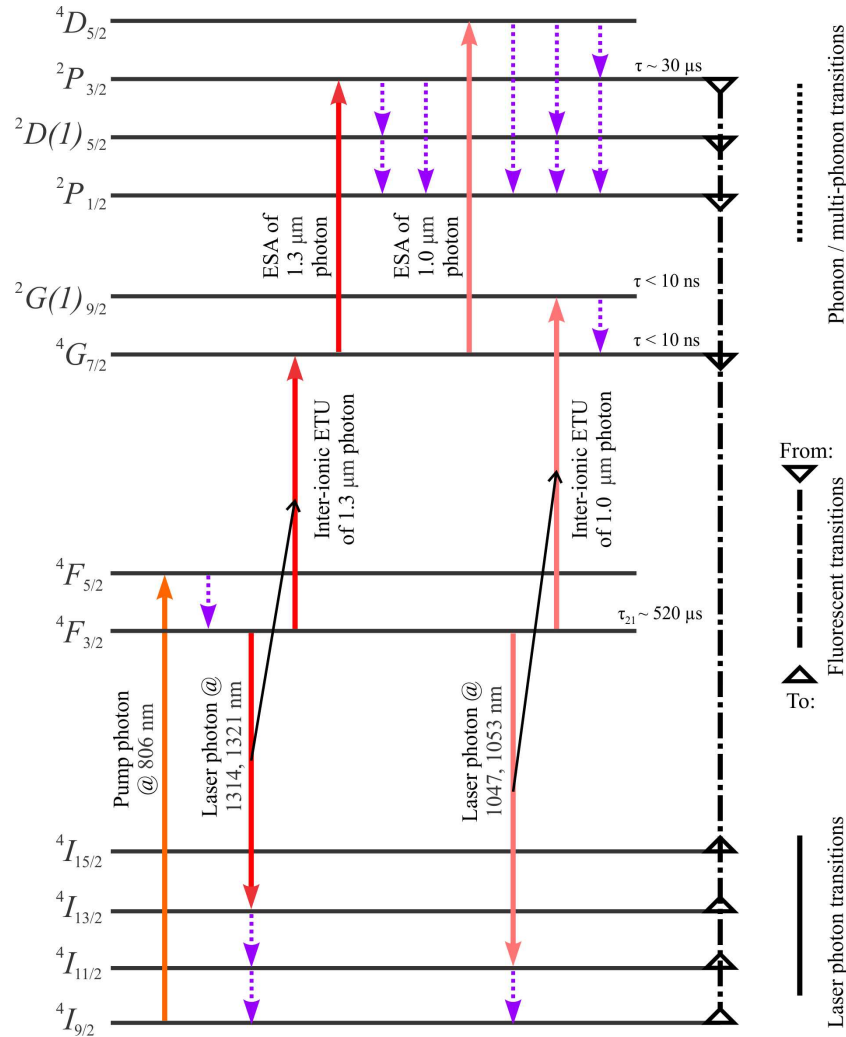 ⁴D₅/₂
²P₃/₂
τ ~ 30 μs
²D(1)₅/₂
²P₁/₂
ESA of
1.3 μm
photon
ESA of
1.0 μm
photon
²G(1)₉/₂
τ < 10 ns
⁴G₇/₂
τ < 10 ns
Inter-ionic ETU
of 1.3 μm photon
Inter-ionic ETU
of 1.0 μm photon
⁴F₅/₂
⁴F₃/₂
τ₂₁ ~ 520 μs
Pump photon
@ 806 nm
Laser photon @
1314, 1321 nm
Laser photon @
1047, 1053 nm
⁴I₁₅/₂
⁴I₁₃/₂
⁴I₁₁/₂
⁴I₉/₂
Phonon / multi-phonon transitions
From:
Fluorescent transitions
To:
Laser photon transitions